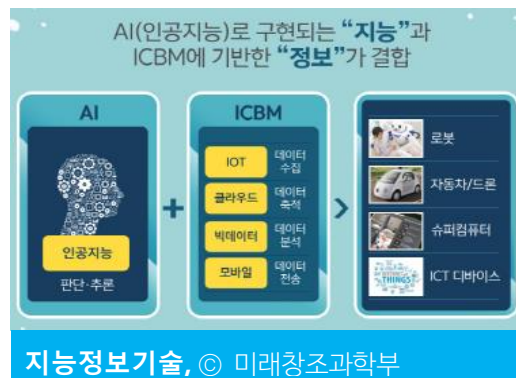 AI(인공지능)로 구현되는 “지능”과
ICBM에 기반한 “정보”가 결합
AI
인공지능
판단·추론
+
ICBM
IOT 데이터 수집
클라우드 데이터 축적
빅데이터 데이터 분석
모바일 데이터 전송
>
로봇
자동차/드론
슈퍼컴퓨터
THINGS
ICT 디바이스
지능정보기술, © 미래창조과학부